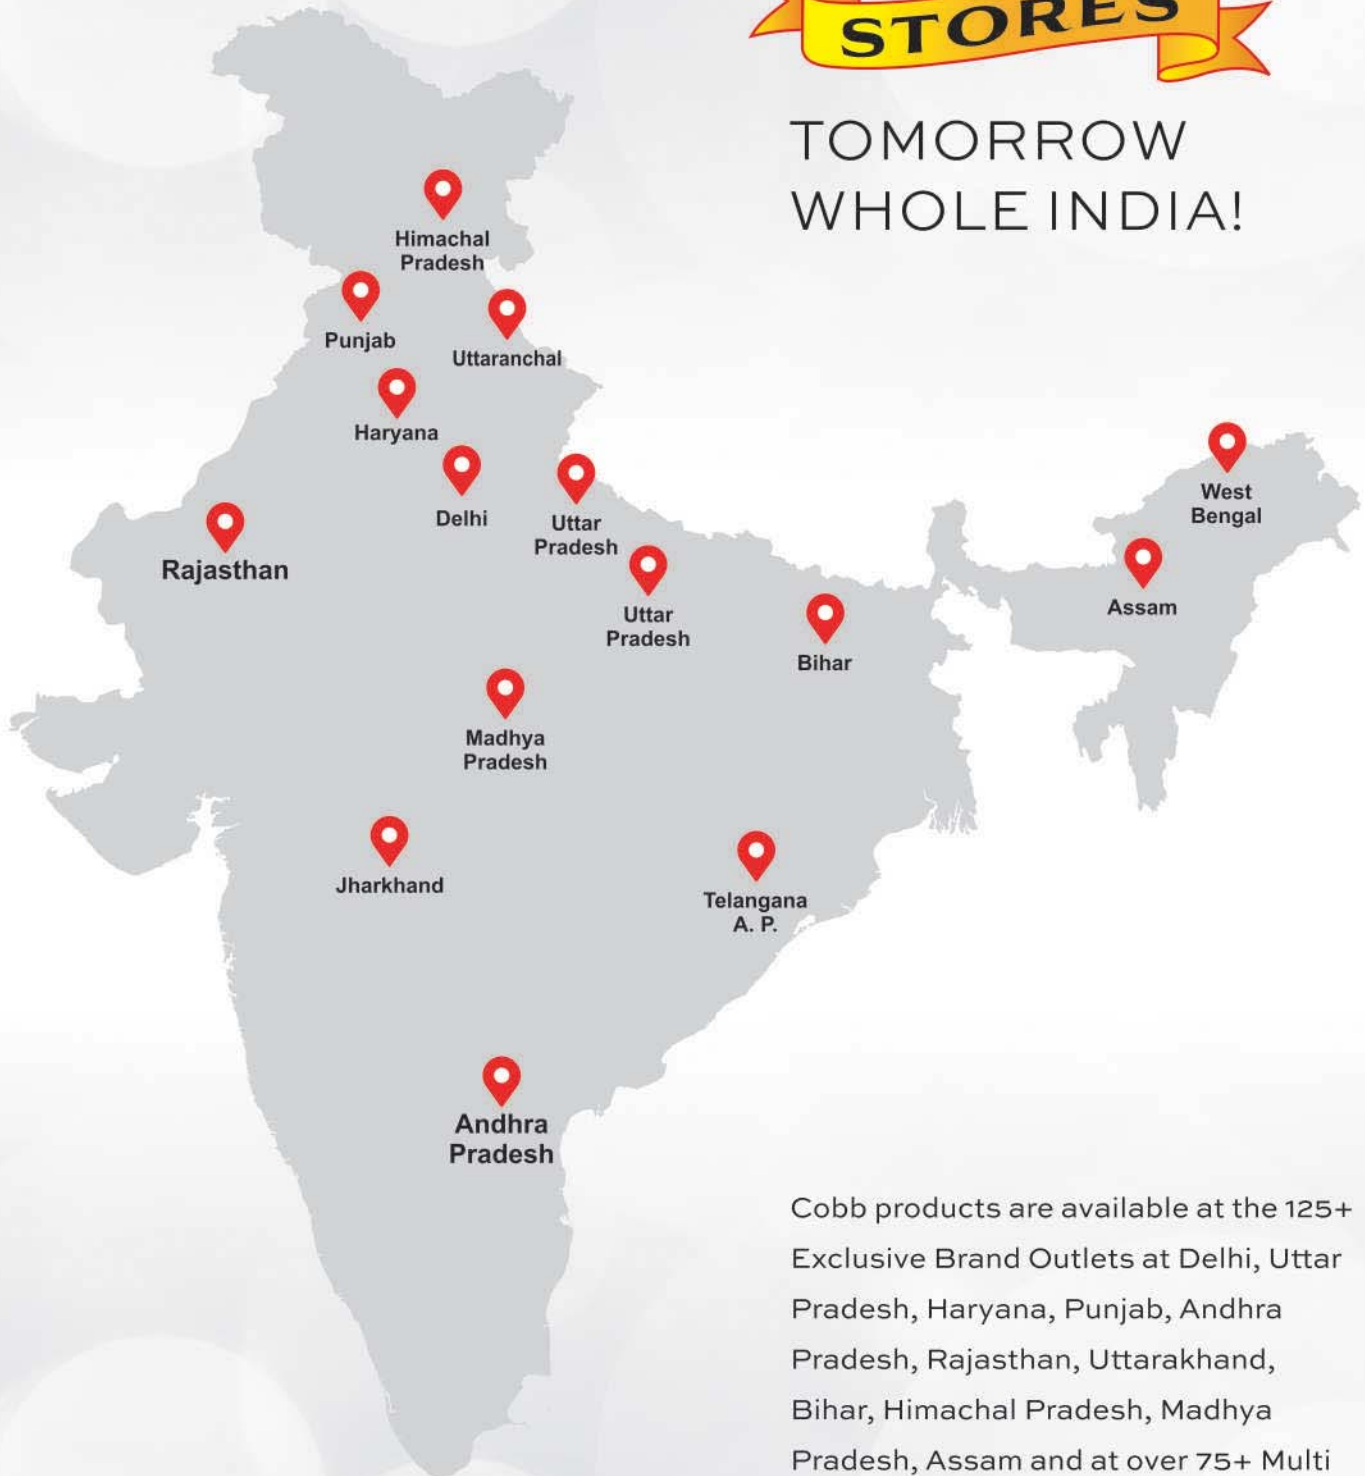 STORES
TOMORROW
WHOLE INDIA!
Himachal
Pradesh
Punjab
Uttaranchal
Haryana
Delhi
Uttar
Pradesh
West
Bengal
Rajasthan
Uttar
Pradesh
Assam
Bihar
Madhya
Pradesh
Jharkhand
Telangana
A. P.
Andhra
Pradesh
Cobb products are available at the 125+
Exclusive Brand Outlets at Delhi, Uttar
Pradesh, Haryana, Punjab, Andhra
Pradesh, Rajasthan, Uttarakhand,
Bihar, Himachal Pradesh, Madhya
Pradesh, Assam and at over 75+ Multi